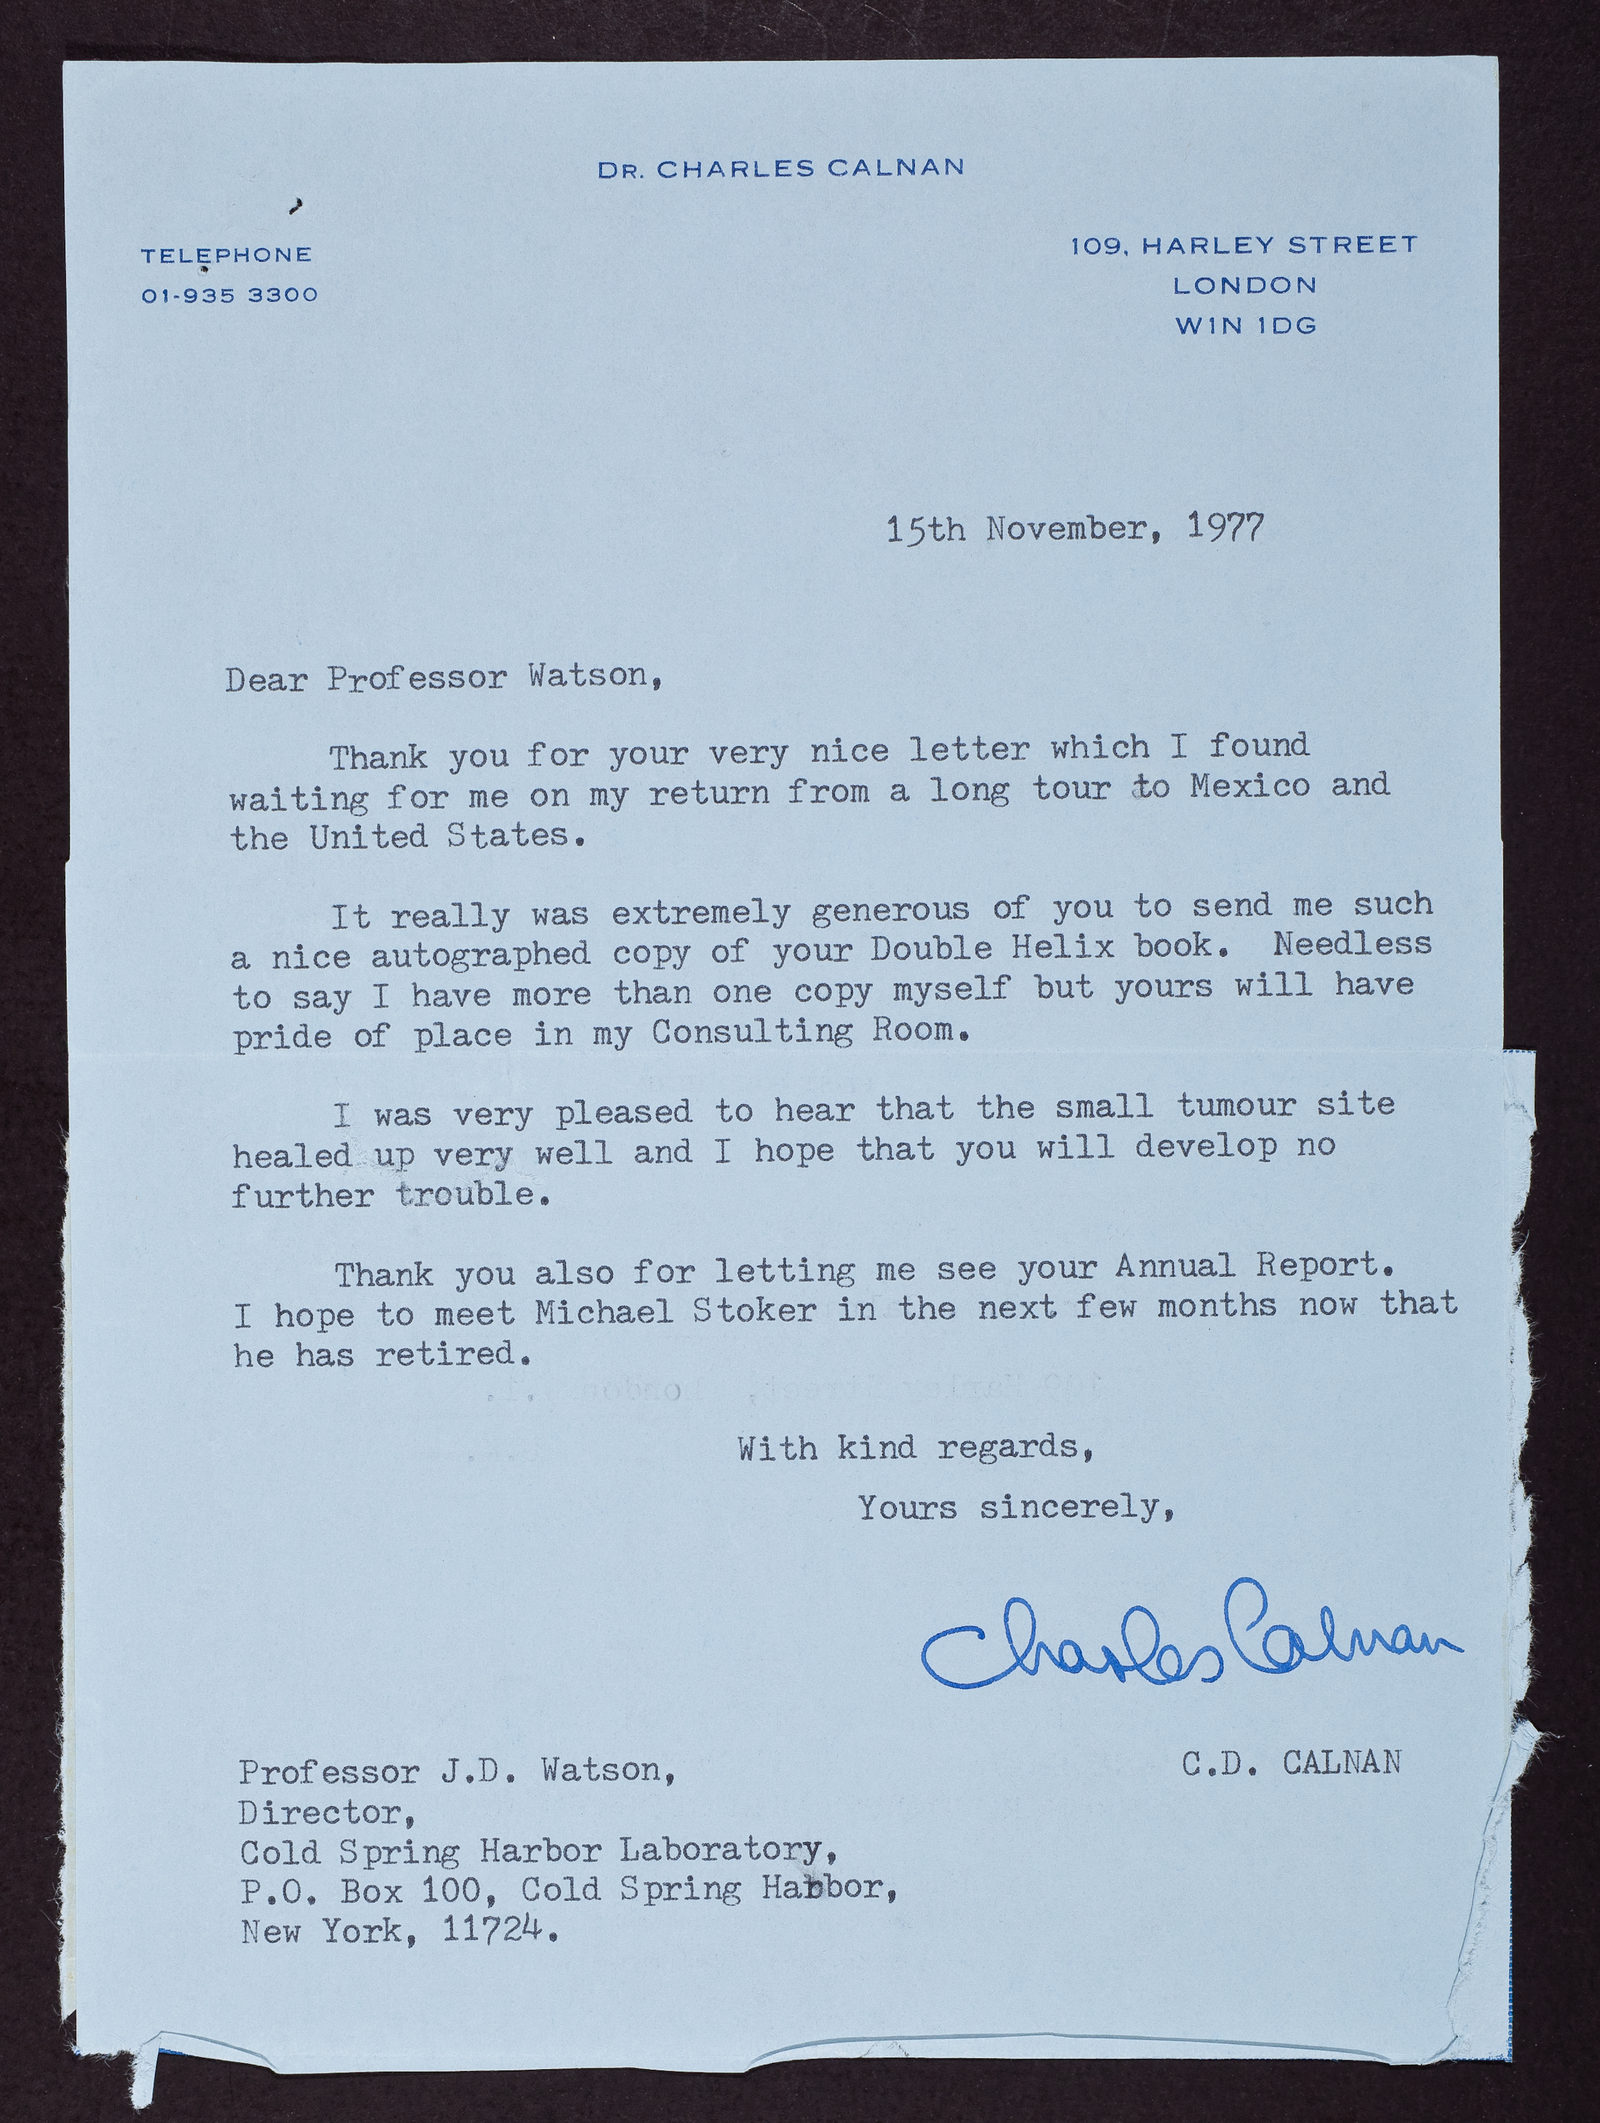 DR. CHARLES CALNAN
TELEPHONE
01-935 3300
109, HARLEY STREET
LONDON
W1N 1DG
15th November, 1977
Dear Professor Watson,
Thank you for your very nice letter which I found
waiting for me on my return from a long tour to Mexico and
the United States.
It really was extremely generous of you to send me such
a nice autographed copy of your Double Helix book. Needless
to say I have more than one copy myself but yours will have
pride of place in my Consulting Room.
I was very pleased to hear that the small tumour site
healed up very well and I hope that you will develop no
further trouble.
Thank you also for letting me see your Annual Report.
I hope to meet Michael Stoker in the next few months now that
he has retired.
With kind regards,
Yours sincerely,
Charles Calnan
C.D. CALNAN
Professor J.D. Watson,
Director,
Cold Spring Harbor Laboratory,
P.O. Box 100, Cold Spring Harbor,
New York, 11724.